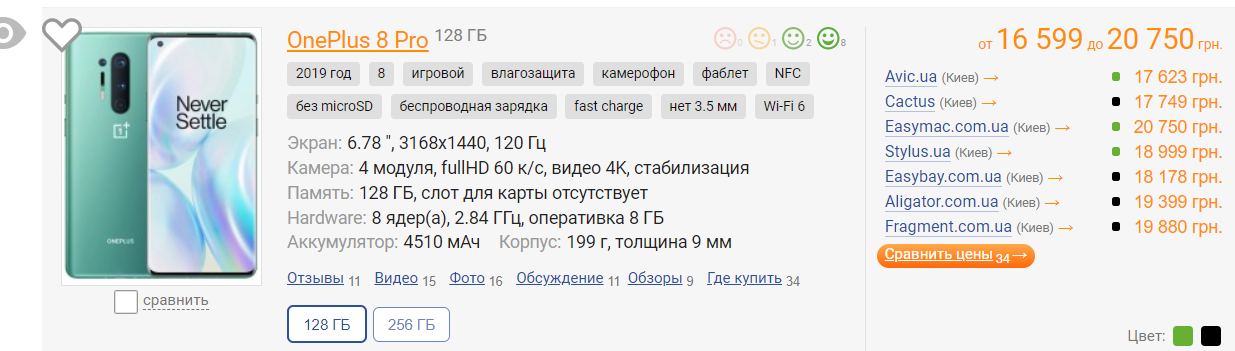 OnePlus 8 Pro 128 ГБ
0 1 2 8
2019 год 8 игровой влагозащита камерофон фаблет NFC
без microSD беспроводная зарядка fast charge нет 3.5 мм Wi-Fi 6
Экран: 6.78 ", 3168x1440, 120 Гц
Камера: 4 модуля, fullHD 60 к/с, видео 4K, стабилизация
Память: 128 ГБ, слот для карты отсутствует
Hardware: 8 ядер(а), 2.84 ГГц, оперативка 8 ГБ
Аккумулятор: 4510 мАч Корпус: 199 г, толщина 9 мм
Отзывы 11 Видео 15 Фото 16 Обсуждение 11 Обзоры 9 Где купить 34
128 ГБ 256 ГБ
Never
Settle
1+
ONEPLUS
сравнить
от 16 599 до 20 750 грн.
Avic.ua (Киев) → 17 623 грн.
Cactus (Киев) → 17 749 грн.
Easymac.com.ua (Киев) → 20 750 грн.
Stylus.ua (Киев) → 18 999 грн.
Easybay.com.ua (Киев) → 18 178 грн.
Aligator.com.ua (Киев) → 19 399 грн.
Fragment.com.ua (Киев) → 19 880 грн.
Сравнить цены 34→
Цвет: